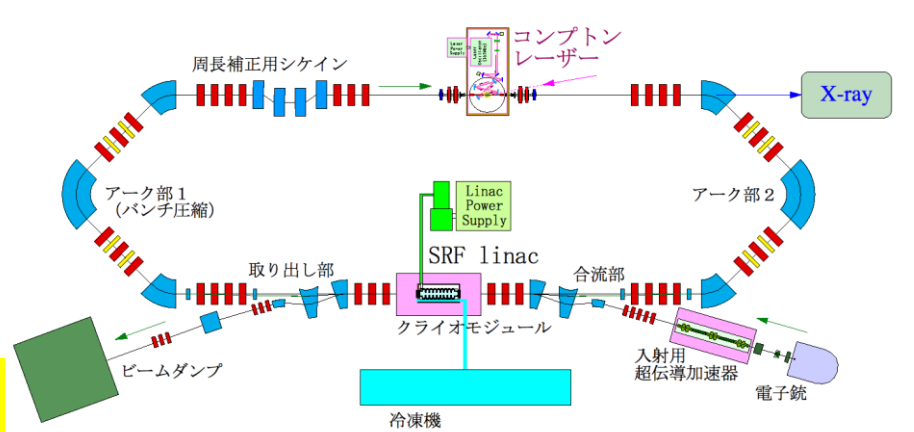 コンプトン
レーザー
周長補正用シケイン
Linac
Power
Supply
X-ray
アーク部１
（バンチ圧縮）
Linac
Power
Supply
アーク部２
SRF linac
取り出し部
合流部
クライオモジュール
ビームダンプ
入射用
超伝導加速器
電子銃
冷凍機